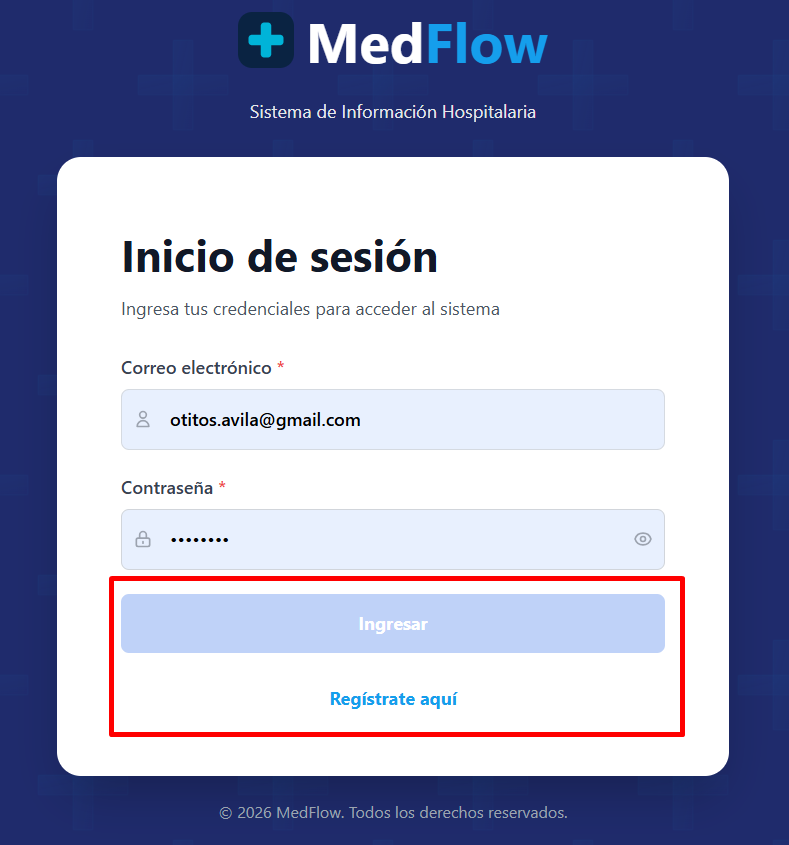 MedFlow
Sistema de Información Hospitalaria
Inicio de sesión
Ingresa tus credenciales para acceder al sistema
Correo electrónico *
otitos.avila@gmail.com
Contraseña *
••••••••
Ingresar
Regístrate aquí
© 2026 MedFlow. Todos los derechos reservados.